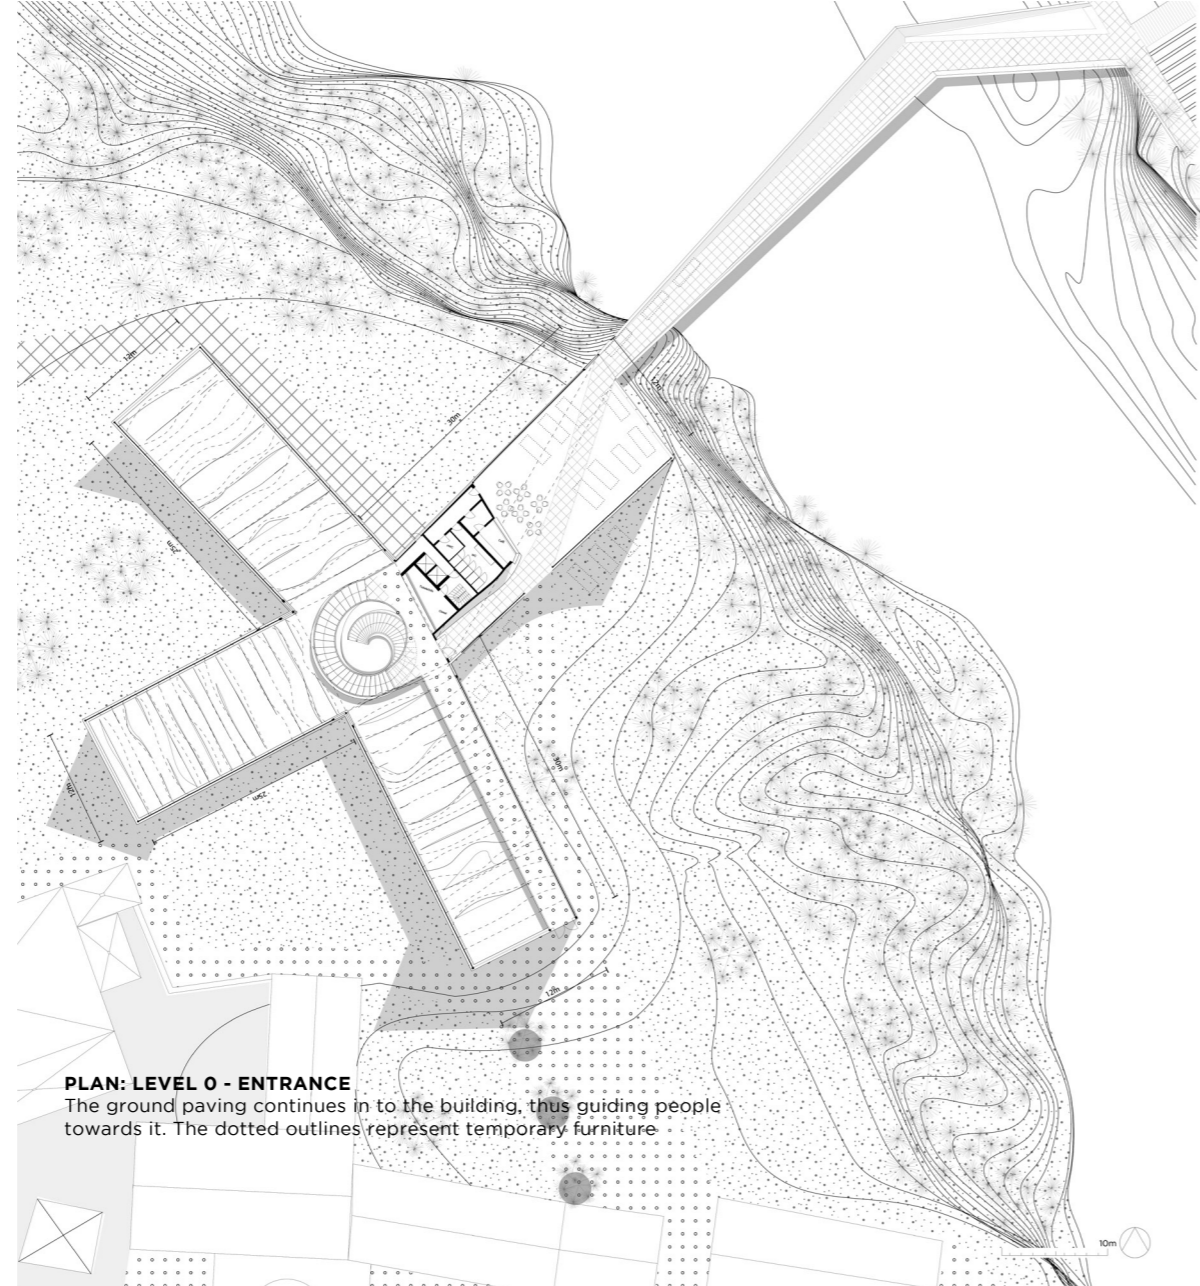 12m
30m
12m
25m
30m
12m
25m
12m
PLAN: LEVEL 0 - ENTRANCE
The ground paving continues in to the building, thus guiding people
towards it. The dotted outlines represent temporary furniture
10m